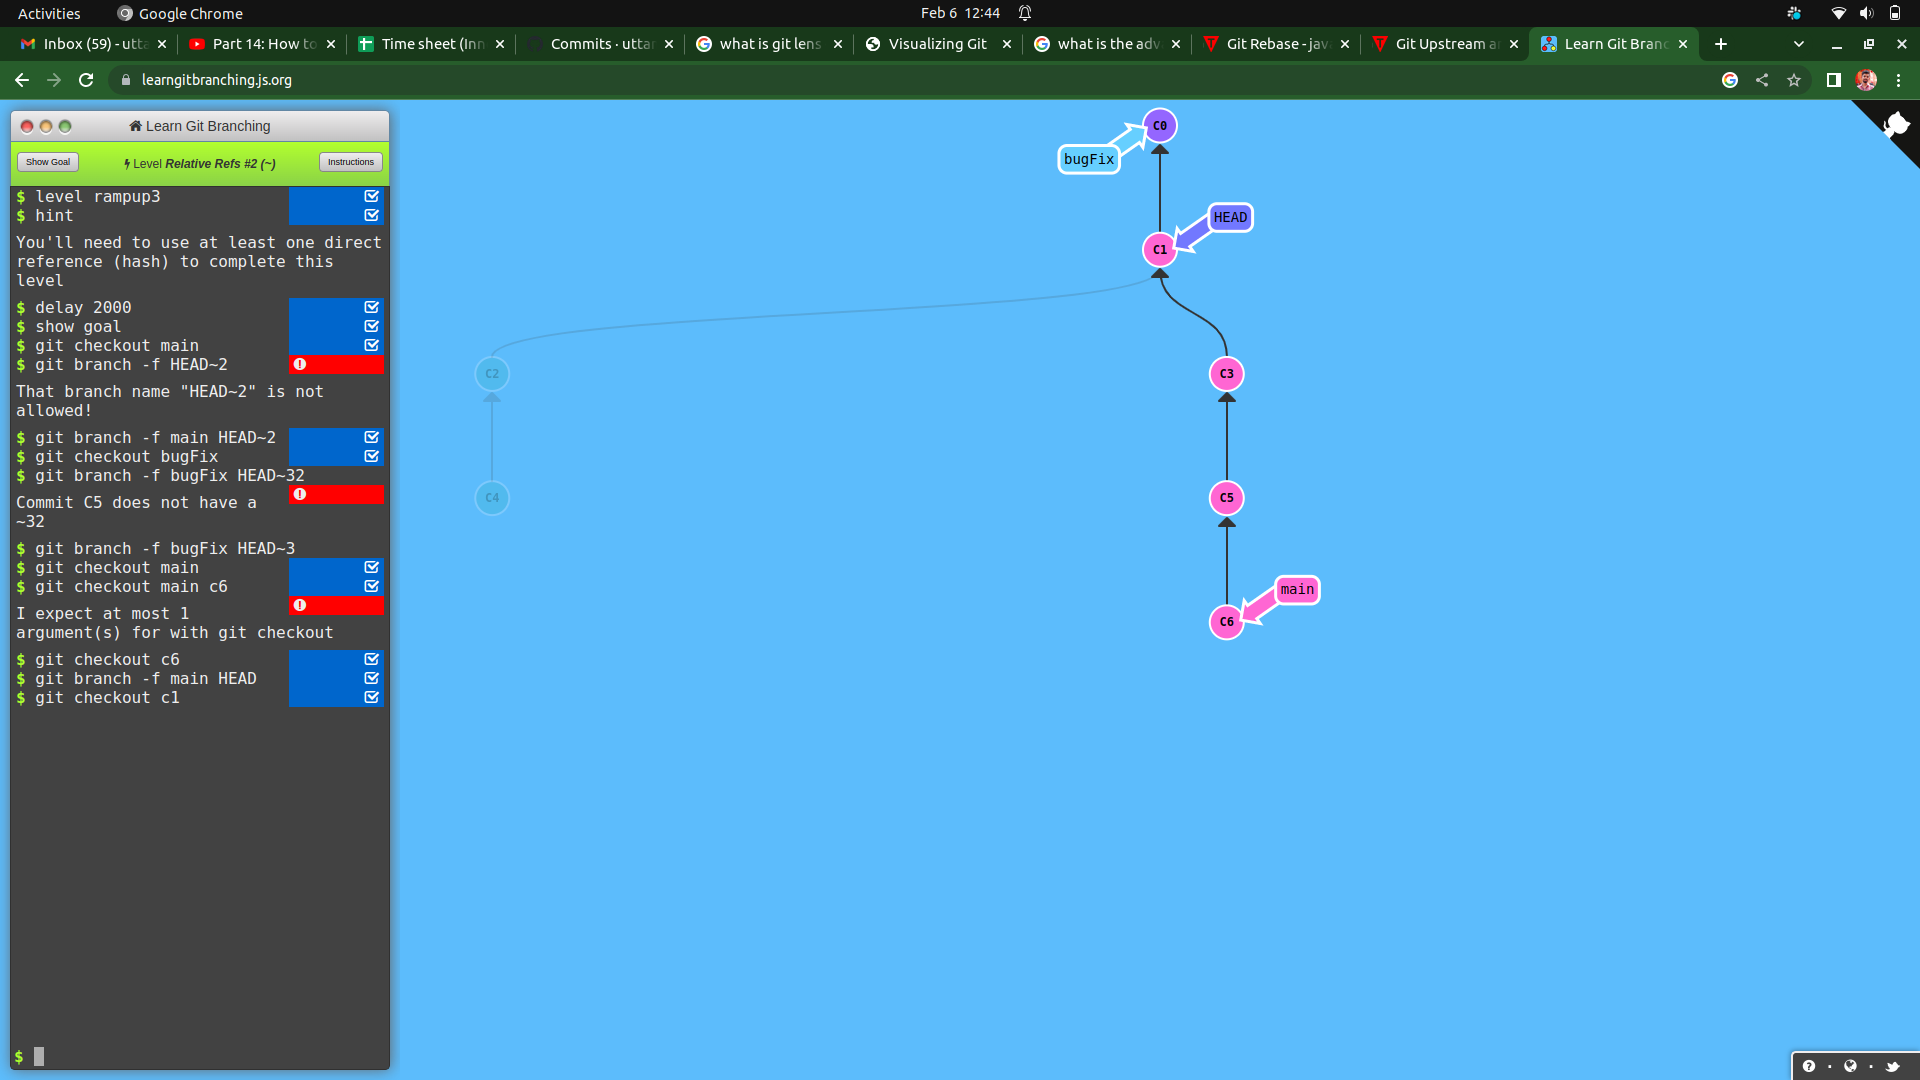 Activities
Google Chrome
Feb 6 12:44
Inbox (59) - utta
Part 14: How to
Time sheet (Inn
Commits · uttar
what is git lens
Visualizing Git
what is the adv
Git Rebase - jav
Git Upstream a
Learn Git Branc
learngitbranching.js.org
Learn Git Branching
Show Goal
Level Relative Refs #2 (~)
Instructions
$ level rampup3
$ hint
You'll need to use at least one direct
reference (hash) to complete this
level
$ delay 2000
$ show goal
$ git checkout main
$ git branch -f HEAD~2
That branch name "HEAD~2" is not
allowed!
$ git branch -f main HEAD~2
$ git checkout bugFix
$ git branch -f bugFix HEAD~32
Commit C5 does not have a
~32
$ git branch -f bugFix HEAD~3
$ git checkout main
$ git checkout main c6
I expect at most 1
argument(s) for with git checkout
$ git checkout c6
$ git branch -f main HEAD
$ git checkout c1
$
C0
bugFix
HEAD
C1
C2
C3
C4
C5
main
C6